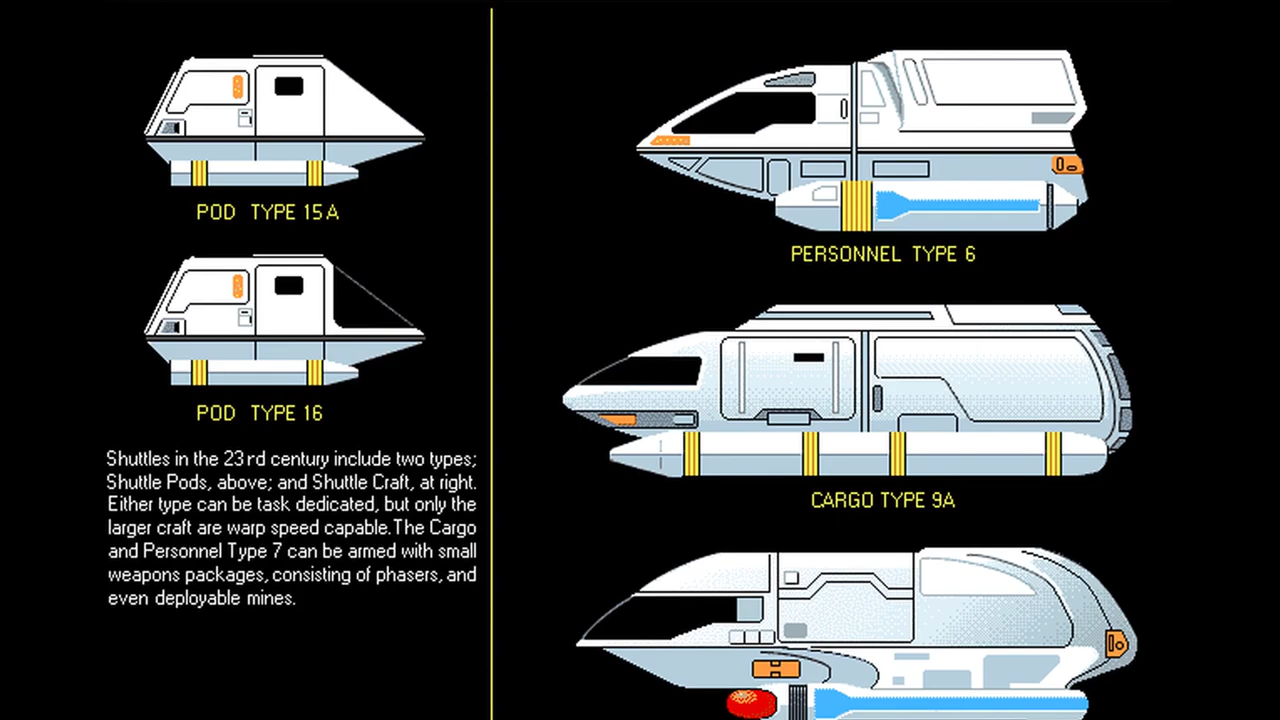 POD TYPE 15A
POD TYPE 16
Shuttles in the 23rd century include two types;
Shuttle Pods, above; and Shuttle Craft, at right.
Either type can be task dedicated, but only the
larger craft are warp speed capable.The Cargo
and Personnel Type 7 can be armed with small
weapons packages, consisting of phasers, and
even deployable mines.
PERSONNEL TYPE 6
CARGO TYPE 9A